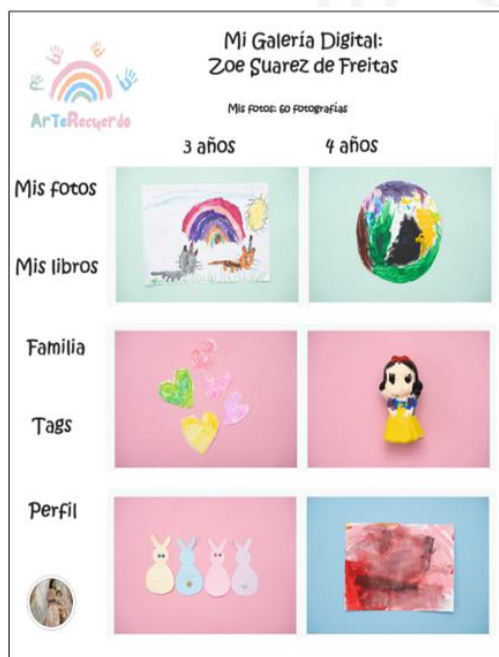 Mi Galería Digital:
Zoe Suarez de Freitas
ArTeRecuerdo
Mis fotos: 60 fotografías
3 años 4 años
Mis fotos
Mis libros
Familia
Tags
Perfil